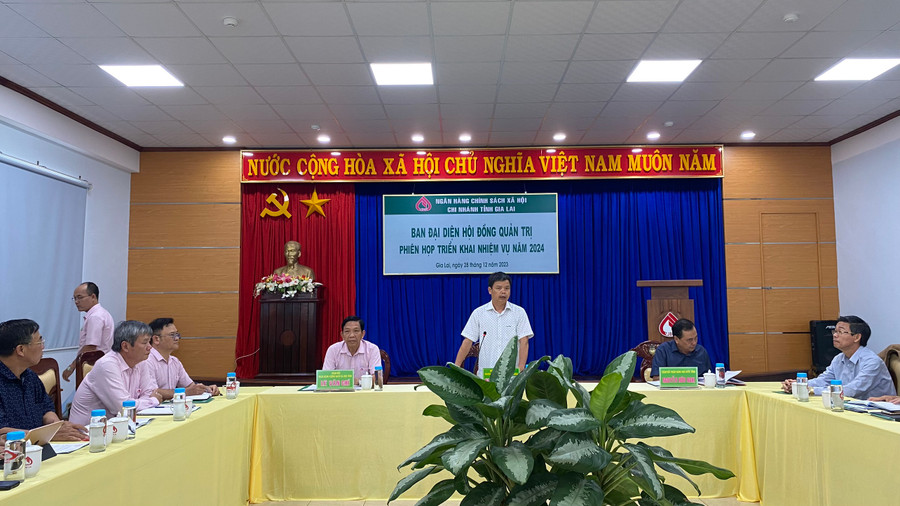 NƯỚC CỘNG HÒA XÃ HỘI CHỦ NGHĨA VIỆT NAM MUÔN NĂM
NGÂN HÀNG CHÍNH SÁCH XÃ HỘI
CHI NHÁNH TỈNH GIA LAI
BAN ĐẠI DIỆN HỘI ĐỒNG QUẢN TRỊ
PHIÊN HỌP TRIỂN KHAI NHIỆM VỤ NĂM 2024
Gia Lai, ngày 28 tháng 12 năm 2023